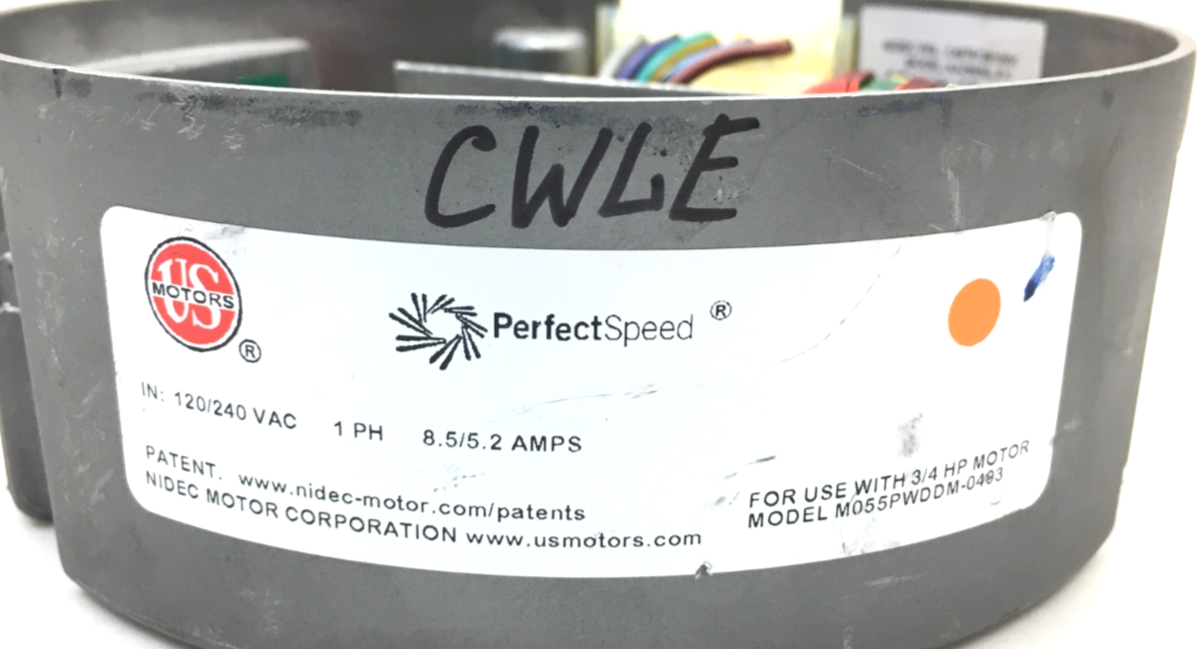 CWLE
US
MOTORS
®
PerfectSpeed ®
IN: 120/240 VAC 1 PH 8.5/5.2 AMPS
PATENT. www.nidec-motor.com/patents
NIDEC MOTOR CORPORATION www.usmotors.com
FOR USE WITH 3/4 HP MOTOR
MODEL M055PWDDM-0493